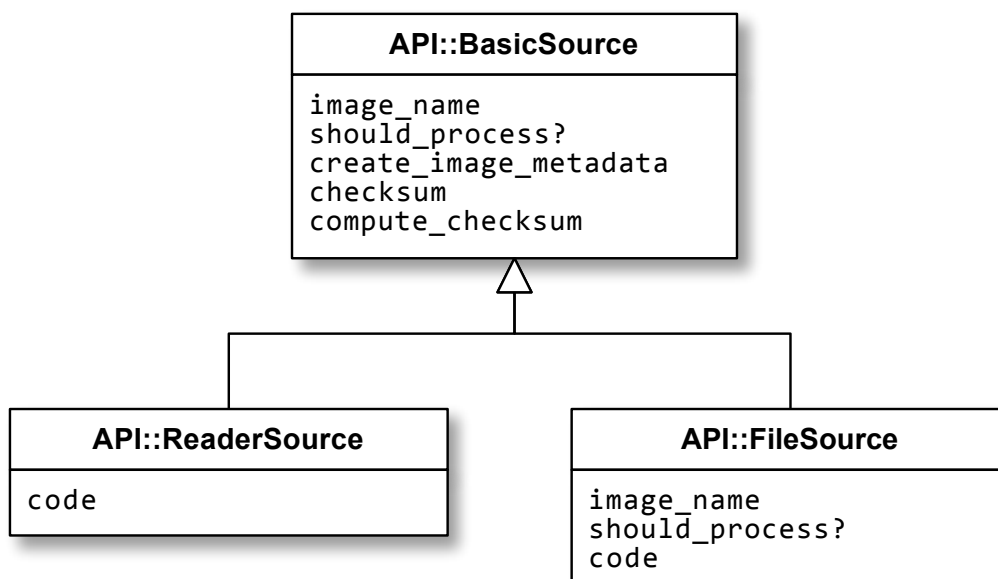 API::BasicSource
image_name
should_process?
create_image_metadata
checksum
compute_checksum
API::ReaderSource
code
API::FileSource
image_name
should_process?
code